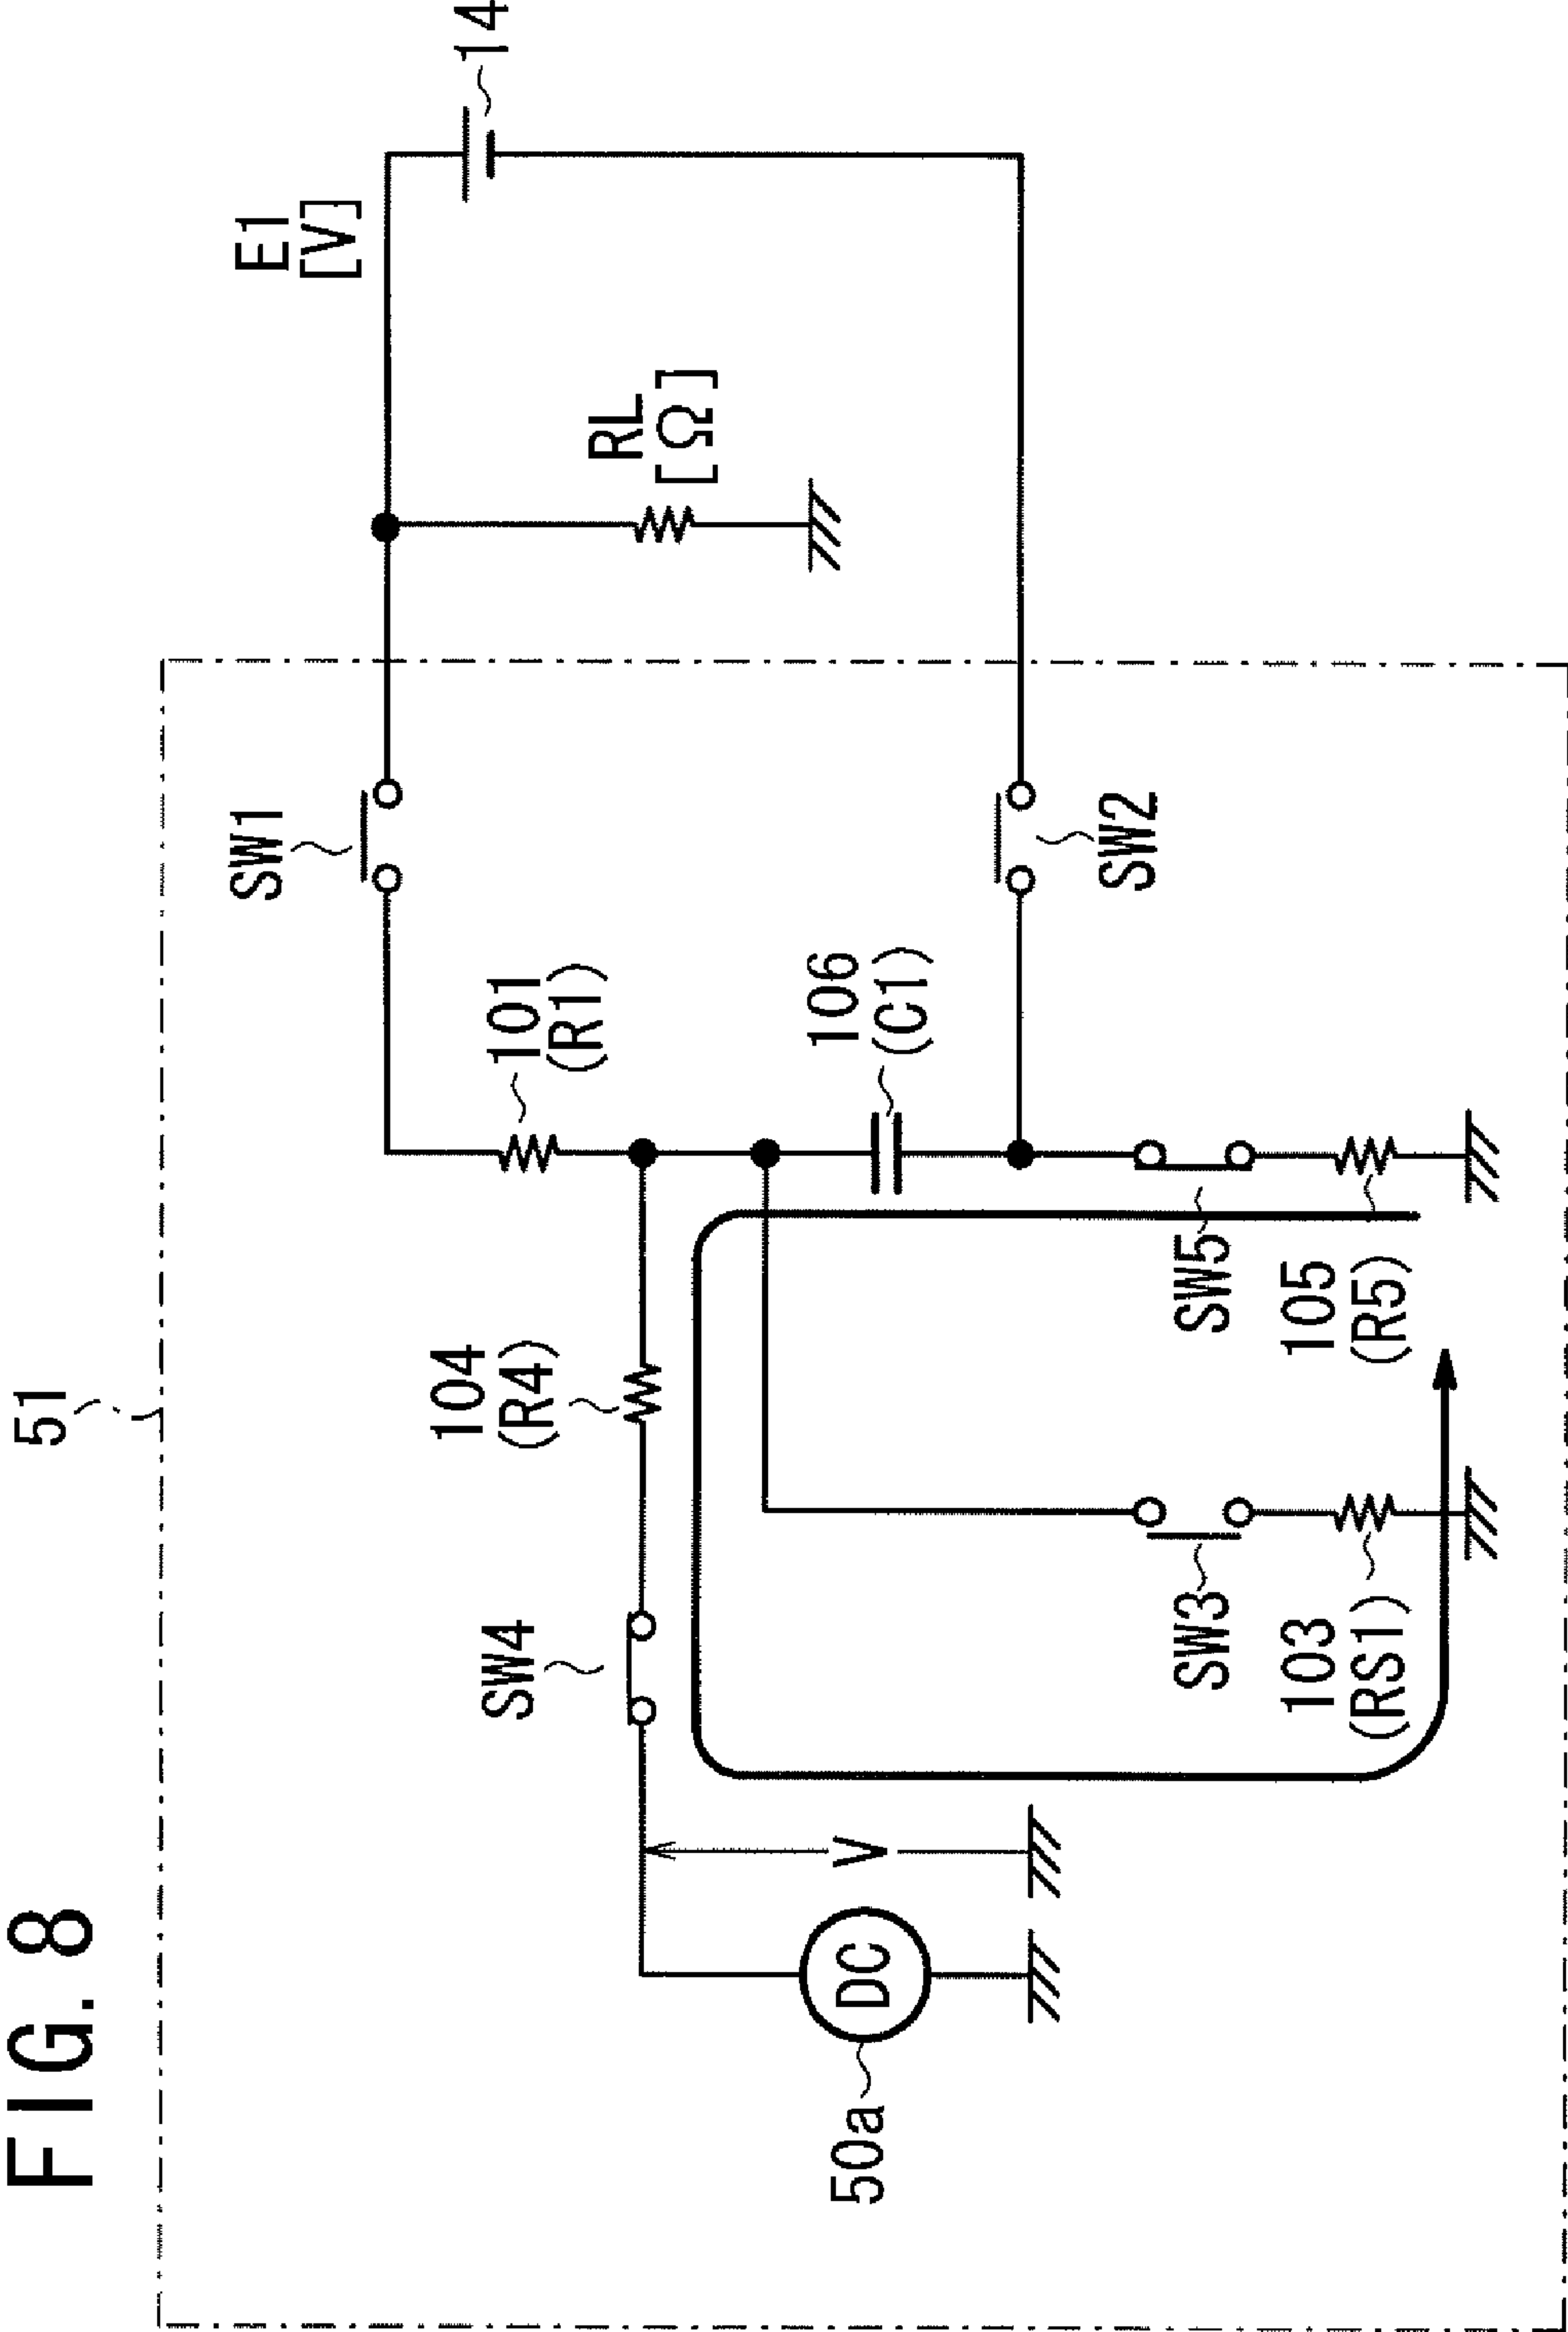 FIG. 8
51
SW1
E1
[V]
14
101
(R1)
RL
[Ω]
104
(R4)
SW4
106
(C1)
SW2
V
DC
50a
SW3
103
(RS1)
SW5
105
(R5)